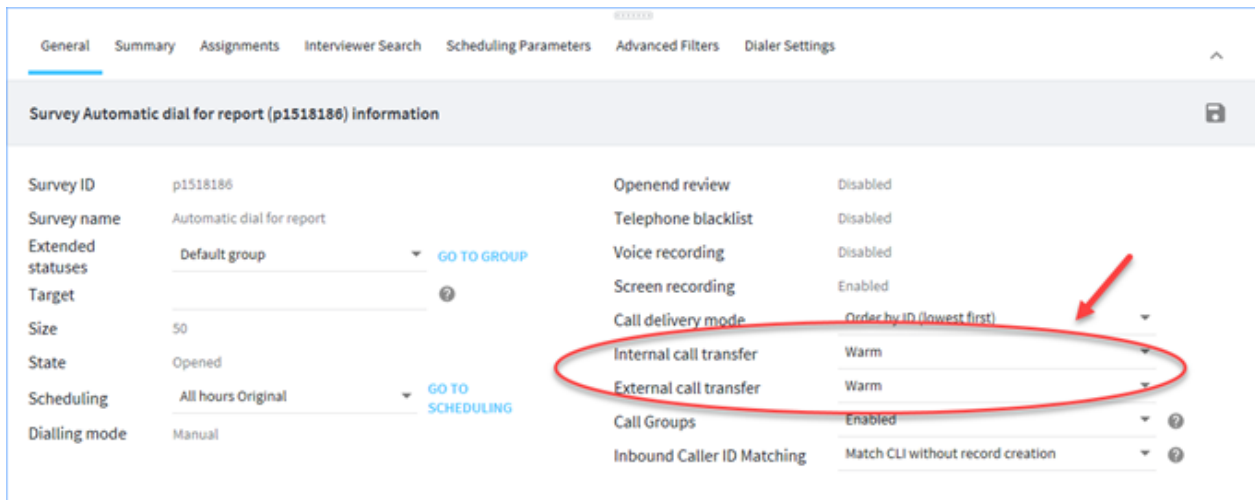 General Summary Assignments Interviewer Search Scheduling Parameters Advanced Filters Dialer Settings
Survey Automatic dial for report (p1518186) information
Survey ID p1518186
Survey name Automatic dial for report
Extended statuses Default group GO TO GROUP
Target
Size 50
State Opened
Scheduling All hours Original GO TO SCHEDULING
Dialling mode Manual
Openend review Disabled
Telephone blacklist Disabled
Voice recording Disabled
Screen recording Enabled
Call delivery mode Order by ID (lowest first)
Internal call transfer Warm
External call transfer Warm
Call Groups Enabled
Inbound Caller ID Matching Match CLI without record creation